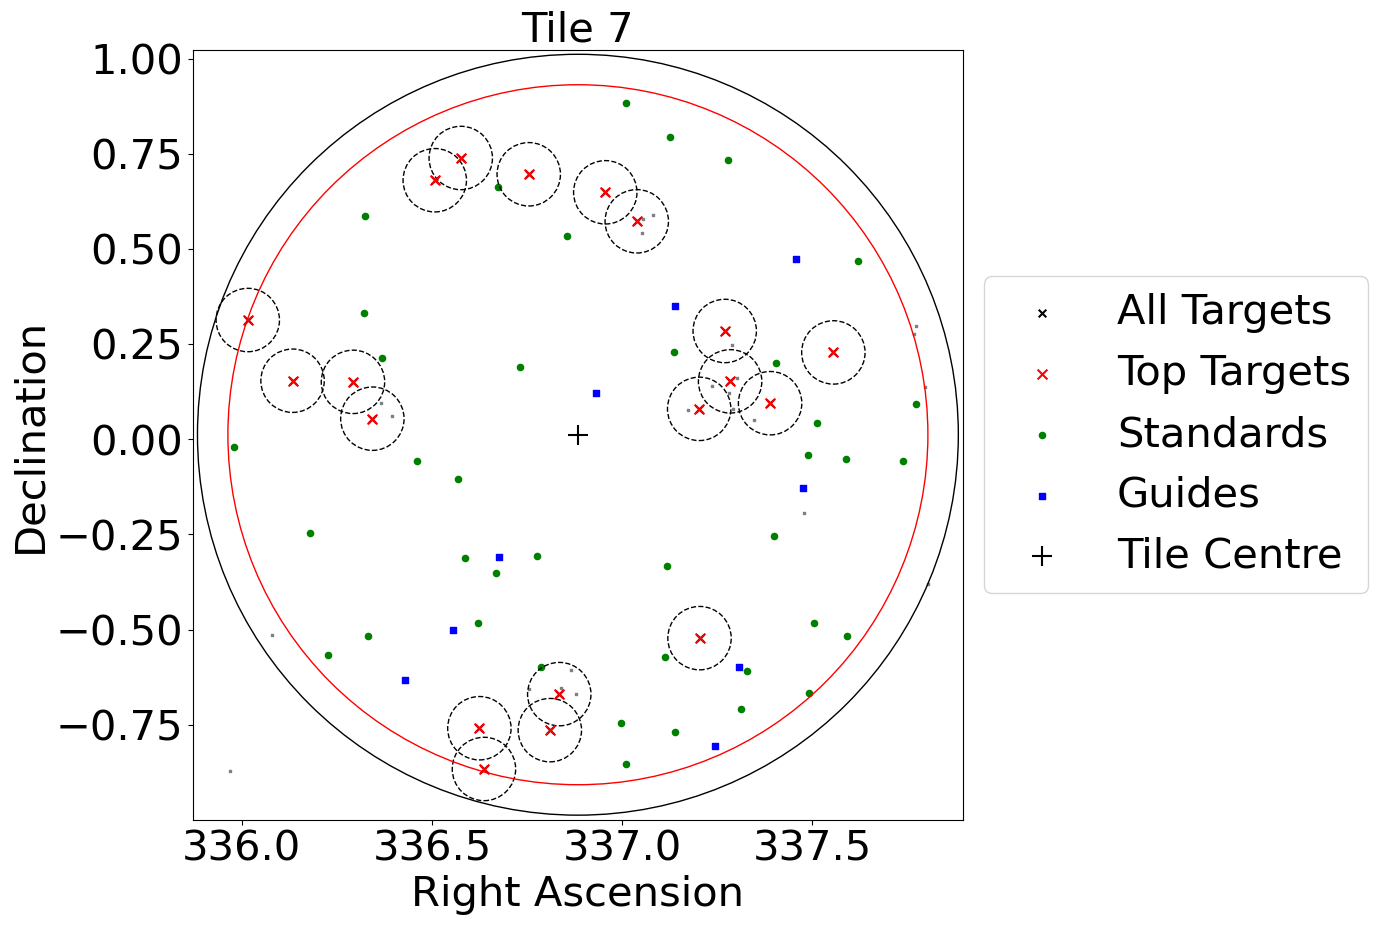 Tile 7
1.00
0.75
0.50
0.25
0.00
−0.25
−0.50
−0.75
Declination
336.0 336.5 337.0 337.5
Right Ascension
All Targets
Top Targets
Standards
Guides
Tile Centre